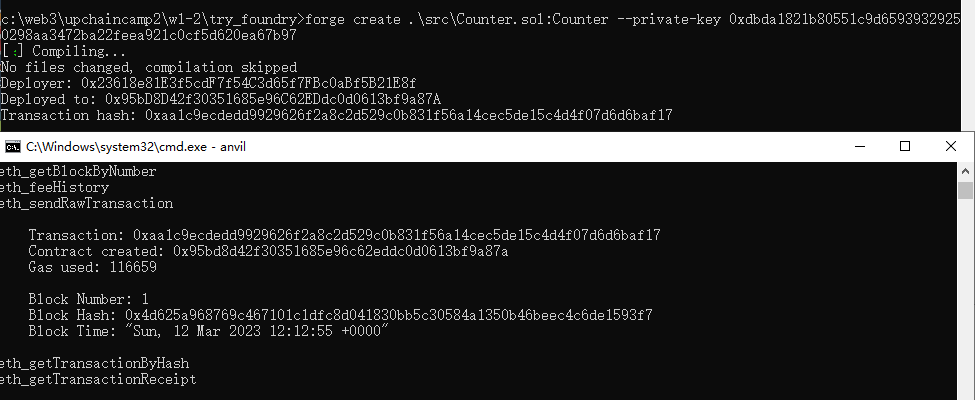 c:\web3\upchaincamp2\w1-2\try_foundry>forge create .\src\Counter.sol:Counter --private-key 0xdbda1821b80551c9d6593932925
0298aa3472ba22feea921c0cf5d620ea67b97
[⠆] Compiling...
No files changed, compilation skipped
Deployer: 0x23618e81E3f5cdF7f54C3d65f7FBc0aBf5B21E8f
Deployed to: 0x95bD8D42f30351685e96C62EDdc0d0613bf9a87A
Transaction hash: 0xaa1c9ecdedd9929626f2a8c2d529c0b831f56a14cec5de15c4d4f07d6d6baf17
C:\Windows\system32\cmd.exe - anvil
eth_getBlockByNumber
eth_feeHistory
eth_sendRawTransaction
Transaction: 0xaa1c9ecdedd9929626f2a8c2d529c0b831f56a14cec5de15c4d4f07d6d6baf17
Contract created: 0x95bd8d42f30351685e96c62eddc0d0613bf9a87a
Gas used: 116659
Block Number: 1
Block Hash: 0x4d625a968769c467101c1dfc8d041830bb5c30584a1350b46beec4c6de1593f7
Block Time: "Sun, 12 Mar 2023 12:12:55 +0000"
eth_getTransactionByHash
eth_getTransactionReceipt